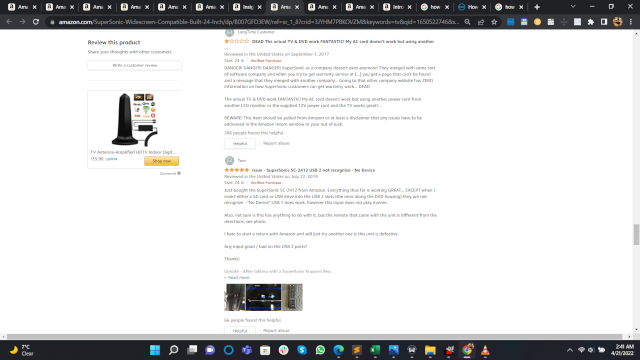 Ama
Insig
Ama
Intro
how
How
how
amazon.com/SuperSonic-Widescreen-Compatible-Built-24-Inch/dp/B007GFD3EW/ref=sr_1_6?crid=3JYHM7PBKOVZM8&keywords=tv&qid=1650522746&s...
Review this product
Share your thoughts with other customers
Write a customer review
TV Antenna-Amplified HDTV Indoor Digit...
Shop now
Sponsored
LongTime Customer
DEAD The actual TV & DVD work FANTASTIC! My AC cord doesn't work but using another
...
Reviewed in the United States on September 1, 2017
Size: 24 in Verified Purchase
DANGER! DANGER! DANGER! SuperSonic as a company doesn't exist anymore! They merged with some sort
of software company and when you try to get warranty service at [...] you get a page that can't be found
and a message that they merged with another company... Going to that other company website has ZERO
information on how SuperSonic customers can get warranty work... DEAD
The actual TV & DVD work FANTASTIC! My AC cord doesn't work but using another power cord from
another LCD monitor or the supplied 12V power cord and the TV works great...
BEWARE! This item should be pulled from Amazon or at least a disclaimer that any issues have to be
addressed in the Amazon return window or your out of luck.
208 people found this helpful
Helpful
Report abuse
Tom
Issue - SuperSonic SC-2412 USB 2 not recognize - No Device
Reviewed in the United States on July 22, 2019
Size: 24 in Verified Purchase
Just bought the SuperSonic SC-2412 from Amazon. Everything thus far is working GREAT... EXCEPT when I
insert either a SD card or USB drive into the USB 2 slots (the ones along the DVD housing) they are not
recognize - "No Device" USB 1 does work, however this input does not play movies.
Also, not sure is this has anything to do with it, but the remote that came with the unit is different from the
directions, see photo.
I hate to start a return with Amazon and will just try another one is this unit is defective.
Any input good / bad on the USB 2 ports?
Thanks!
Update - After talking with a SuperSonic Support Rep...
Read more
66 people found this helpful
Helpful
Report abuse
7°C
Clear
2:41 AM
4/21/2022